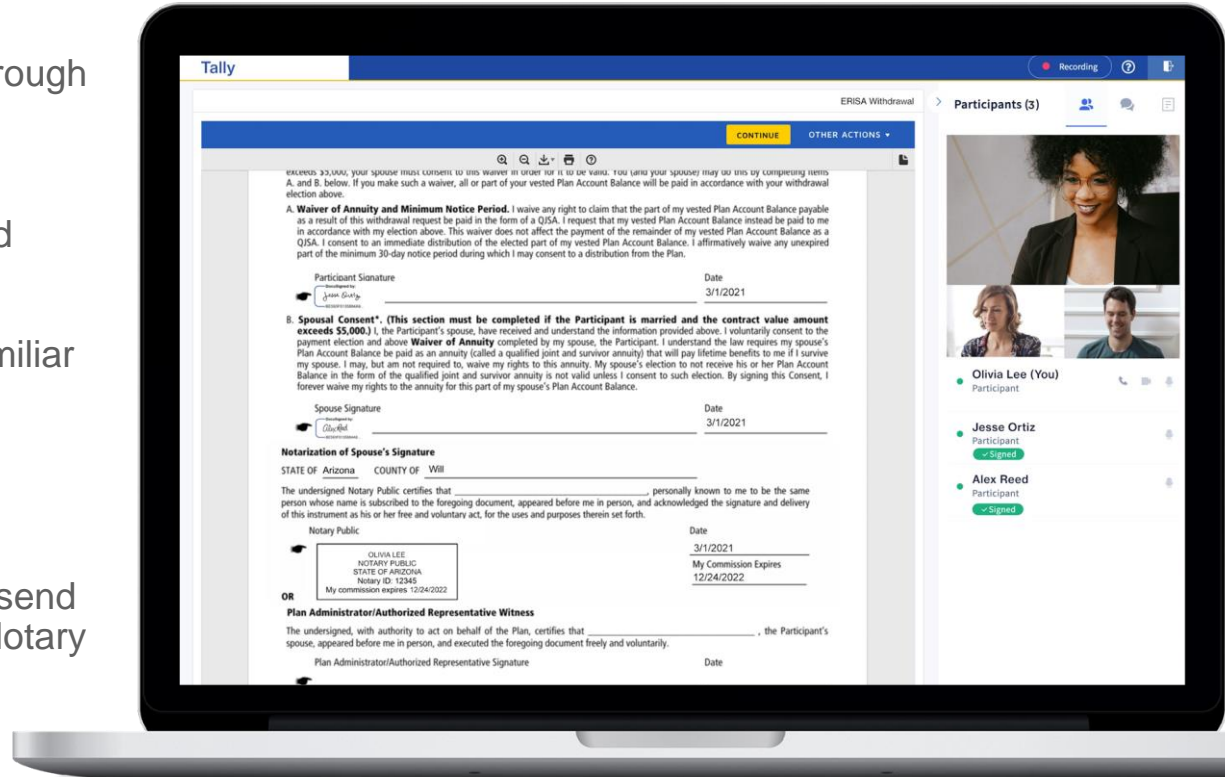 rough
d
miliar
send
Notary
Tally
Recording
ERISA Withdrawal
CONTINUE
OTHER ACTIONS
exceeds $5,000, your spouse must consent to this waiver in order for it to be valid. You (and your spouse) may do this by completing items
A. and B. below. If you make such a waiver, all or part of your vested Plan Account Balance will be paid in accordance with your withdrawal
election above.
A. Waiver of Annuity and Minimum Notice Period. I waive any right to claim that the part of my vested Plan Account Balance payable
as a result of this withdrawal request be paid in the form of a QJSA. I request that my vested Plan Account Balance instead be paid to me
in accordance with my election above. This waiver does not affect the payment of the remainder of my vested Plan Account Balance as a
QJSA. I consent to an immediate distribution of the elected part of my vested Plan Account Balance. I affirmatively waive any unexpired
part of the minimum 30-day notice period during which I may consent to a distribution from the Plan.
Participant Signature
Date
3/1/2021
B. Spousal Consent*. (This section must be completed if the Participant is married and the contract value amount
exceeds $5,000.) I, the Participant's spouse, have received and understand the information provided above. I voluntarily consent to the
payment election and above Waiver of Annuity completed by my spouse, the Participant. I understand the law requires my spouse's
Plan Account Balance be paid as an annuity (called a qualified joint and survivor annuity) that will pay lifetime benefits to me if I survive
my spouse. I may, but am not required to, waive my rights to this annuity. My spouse's election to not receive his or her Plan Account
Balance in the form of the qualified joint and survivor annuity is not valid unless I consent to such election. By signing this Consent, I
forever waive my rights to the annuity for this part of my spouse's Plan Account Balance.
Spouse Signature
Date
3/1/2021
Notarization of Spouse's Signature
STATE OF Arizona COUNTY OF Will
The undersigned Notary Public certifies that , personally known to me to be the same
person whose name is subscribed to the foregoing document, appeared before me in person, and acknowledged the signature and delivery
of this instrument as his or her free and voluntary act, for the uses and purposes therein set forth.
Notary Public
Date
3/1/2021
OLIVIA LEE
NOTARY PUBLIC
STATE OF ARIZONA
Notary ID: 12345
My commission expires 12/24/2022
My Commission Expires
12/24/2022
OR
Plan Administrator/Authorized Representative Witness
The undersigned, with authority to act on behalf of the Plan, certifies that , the Participant's
spouse, appeared before me in person, and executed the foregoing document freely and voluntarily.
Plan Administrator/Authorized Representative Signature
Date
Participants (3)
Olivia Lee (You)
Participant
Jesse Ortiz
Participant
Signed
Alex Reed
Participant
Signed